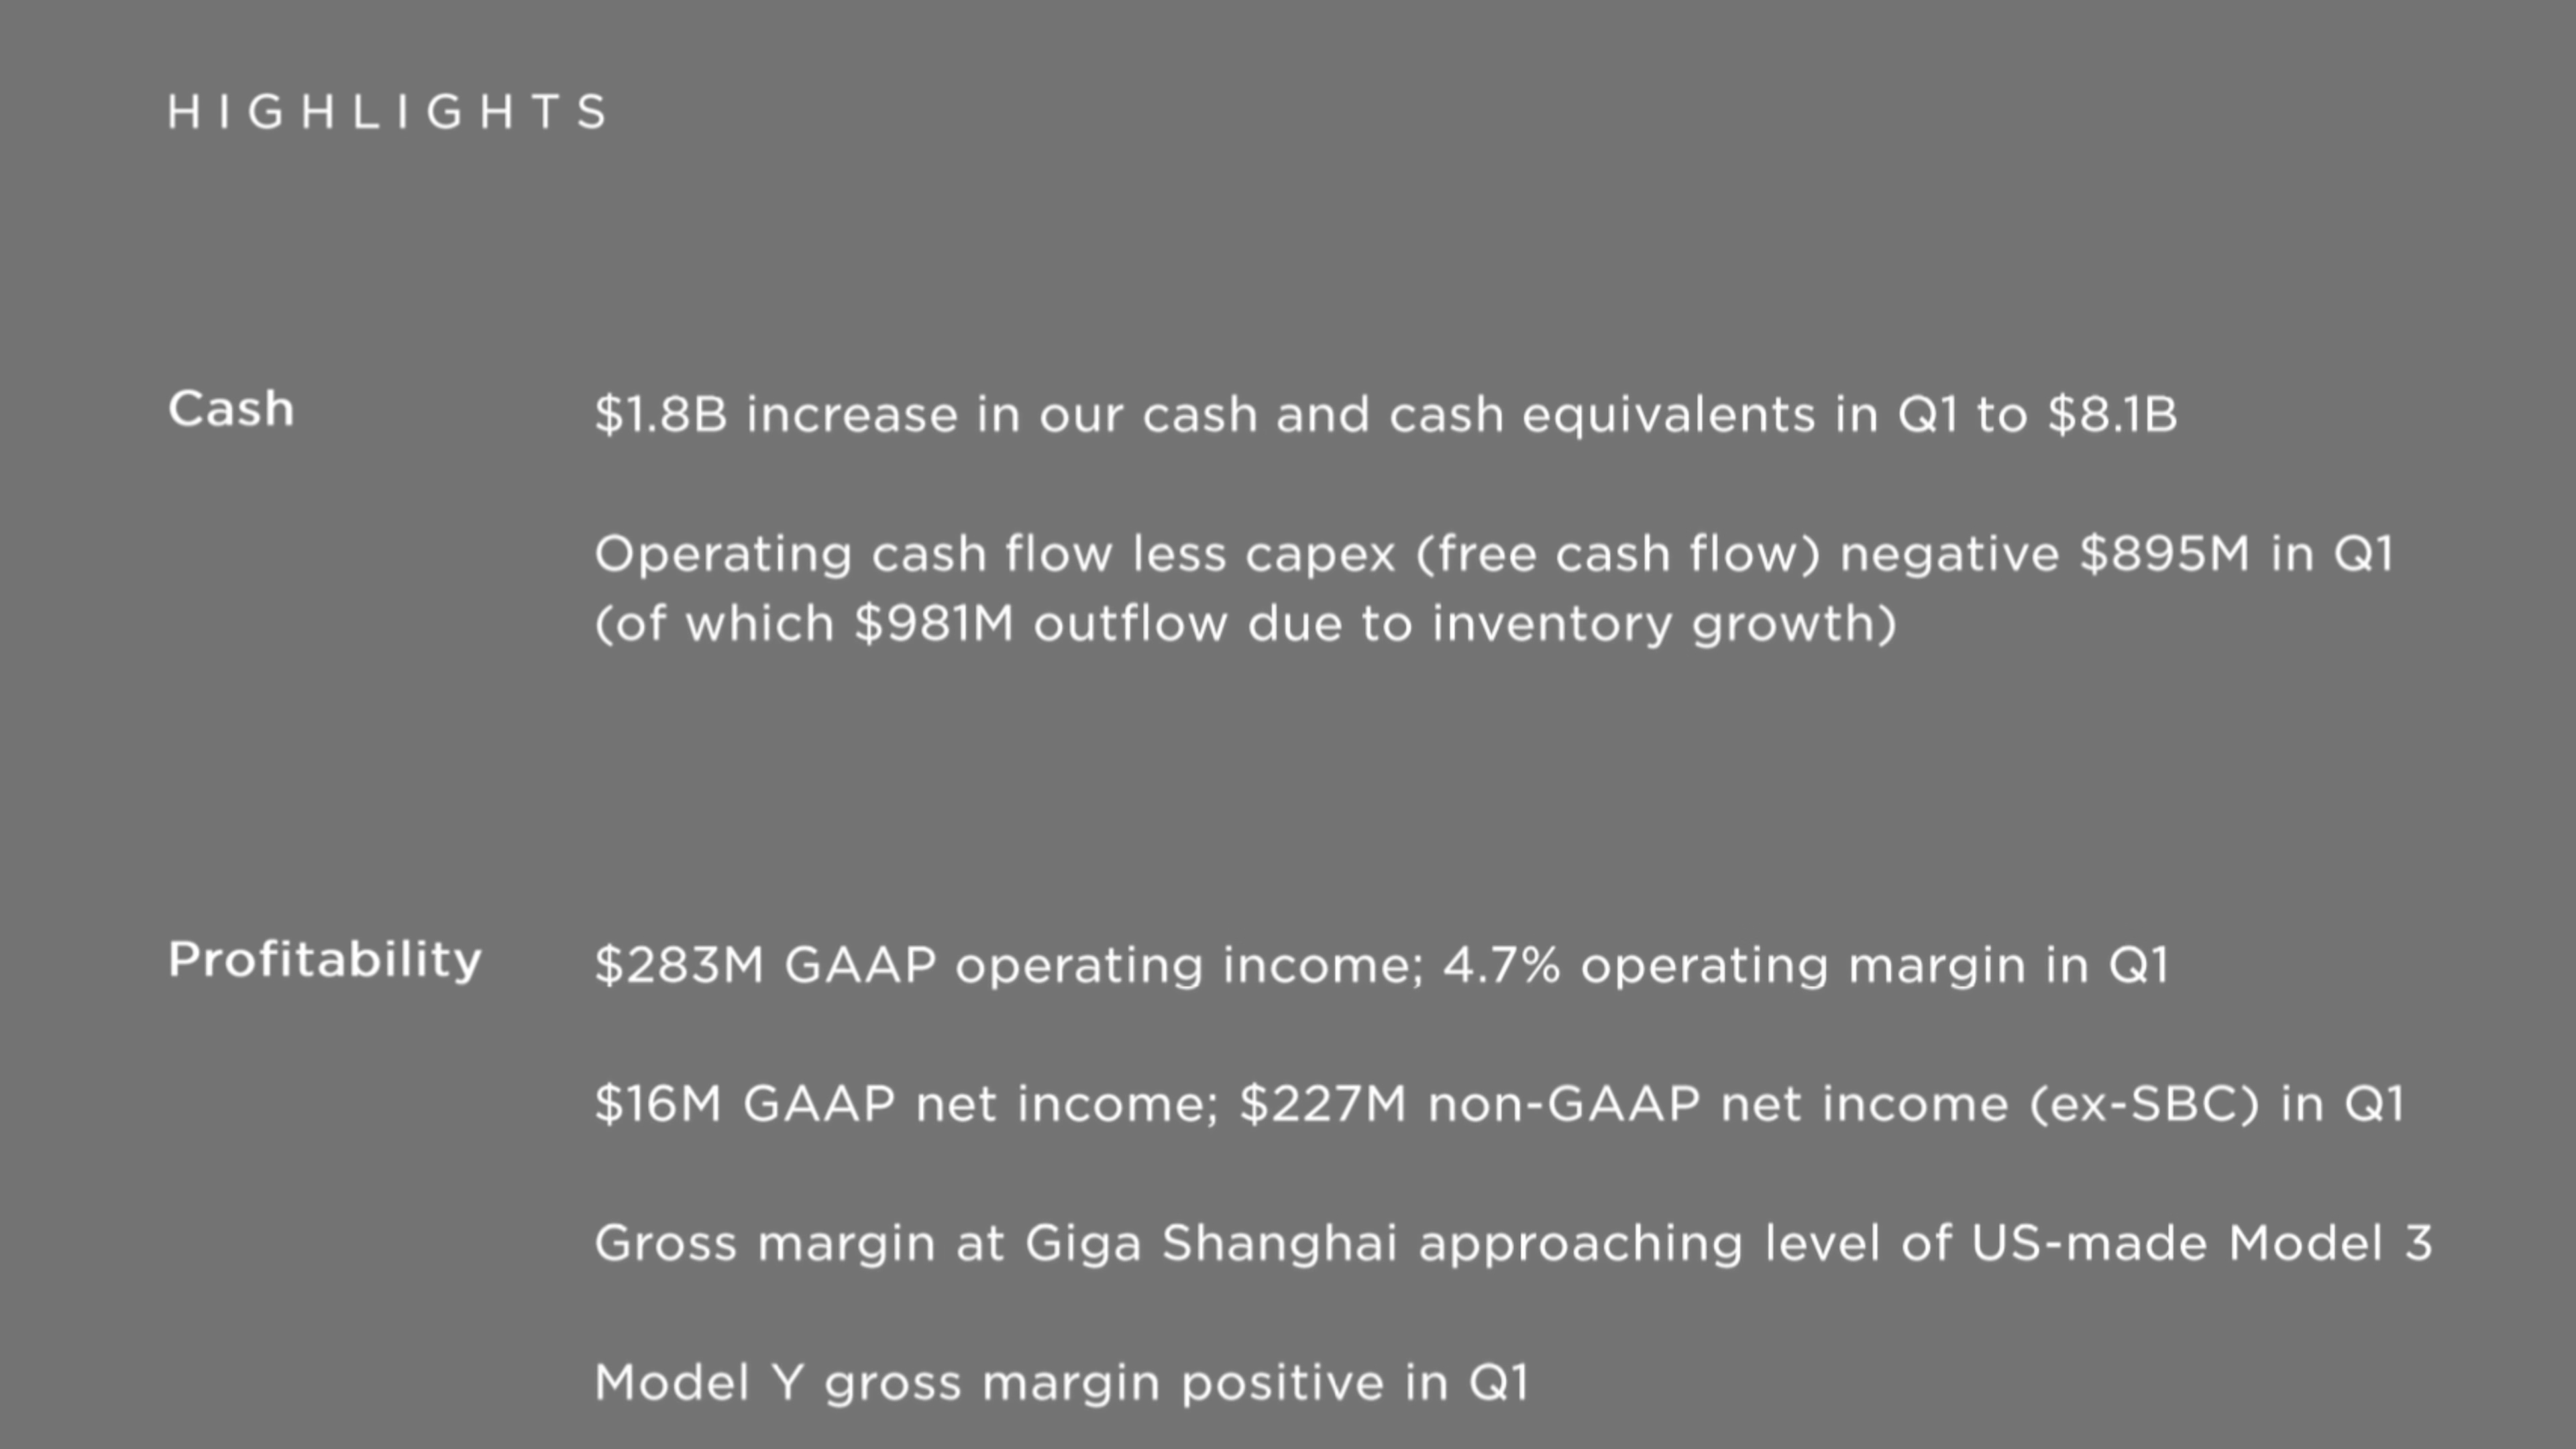 HIGHLIGHTS
Cash
$1.8B increase in our cash and cash equivalents in Q1 to $8.1B
Operating cash flow less capex (free cash flow) negative $895M in Q1
(of which $981M outflow due to inventory growth)
Profitability
$283M GAAP operating income; 4.7% operating margin in Q1
$16M GAAP net income; $227M non-GAAP net income (ex-SBC) in Q1
Gross margin at Giga Shanghai approaching level of US-made Model 3
Model Y gross margin positive in Q1